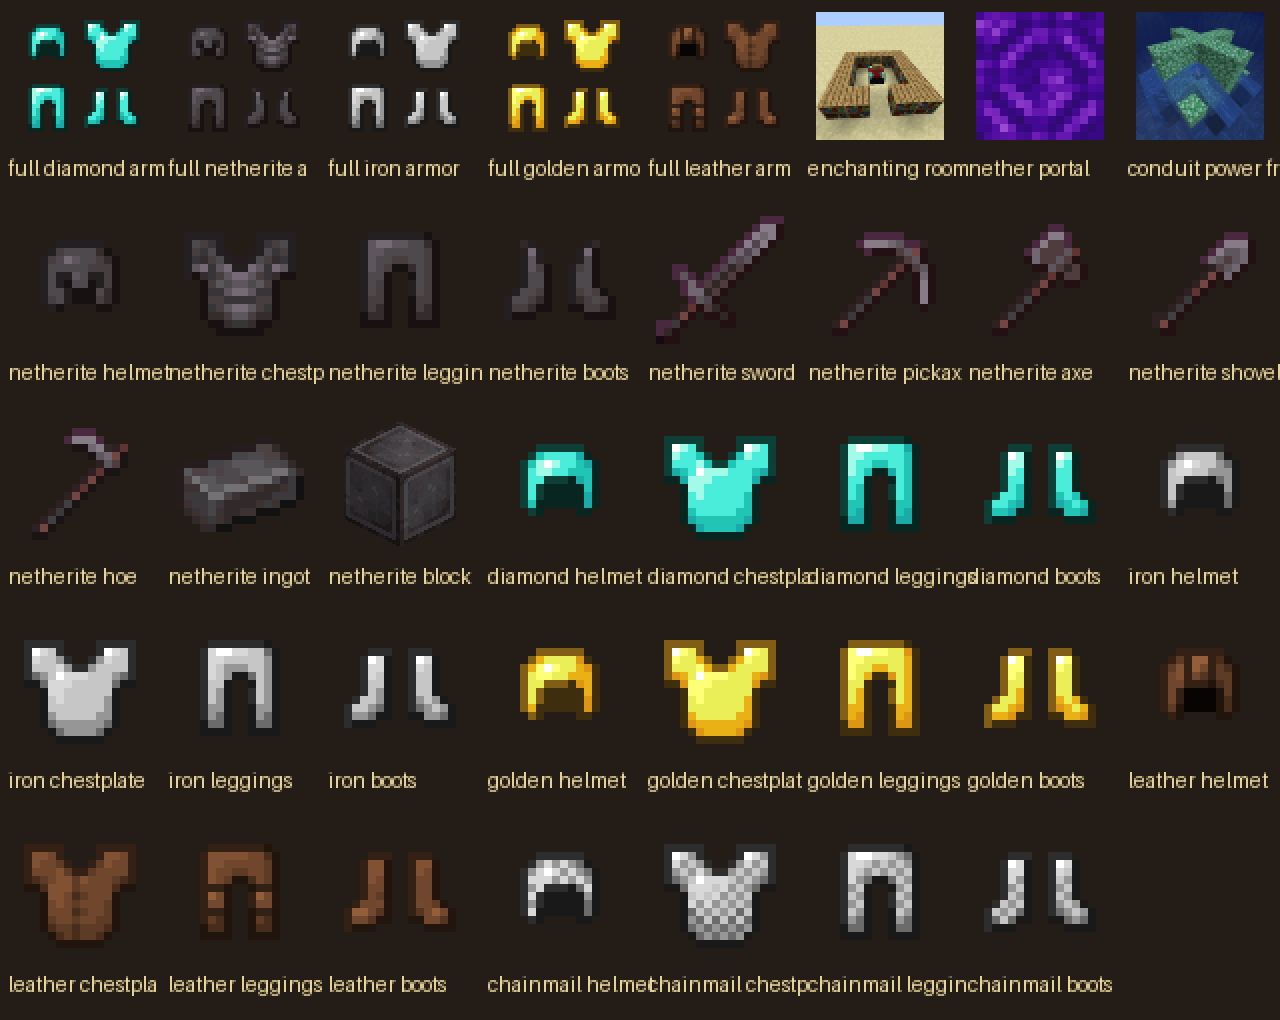 full diamond arm full netherite a full iron armor full golden armo full leather arm enchanting room nether portal conduit power fr
netherite helmet netherite chestp netherite leggin netherite boots netherite sword netherite pickax netherite axe netherite shovel
netherite hoe netherite ingot netherite block diamond helmet diamond chestpla diamond leggings diamond boots iron helmet
iron chestplate iron leggings iron boots golden helmet golden chestplat golden leggings golden boots leather helmet
leather chestpla leather leggings leather boots chainmail helmet chainmail chestp chainmail leggin chainmail boots